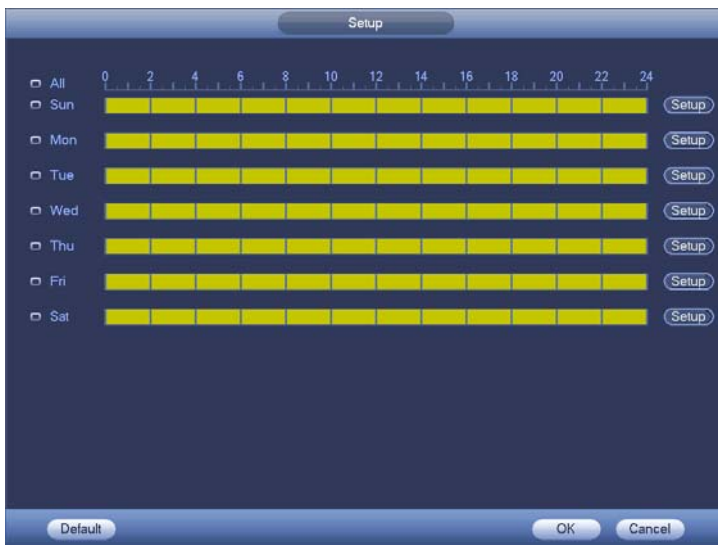 Setup
All 0 2 4 6 8 10 12 14 16 18 20 22 24
Sun Setup
Mon Setup
Tue Setup
Wed Setup
Thu Setup
Fri Setup
Sat Setup
Default OK Cancel